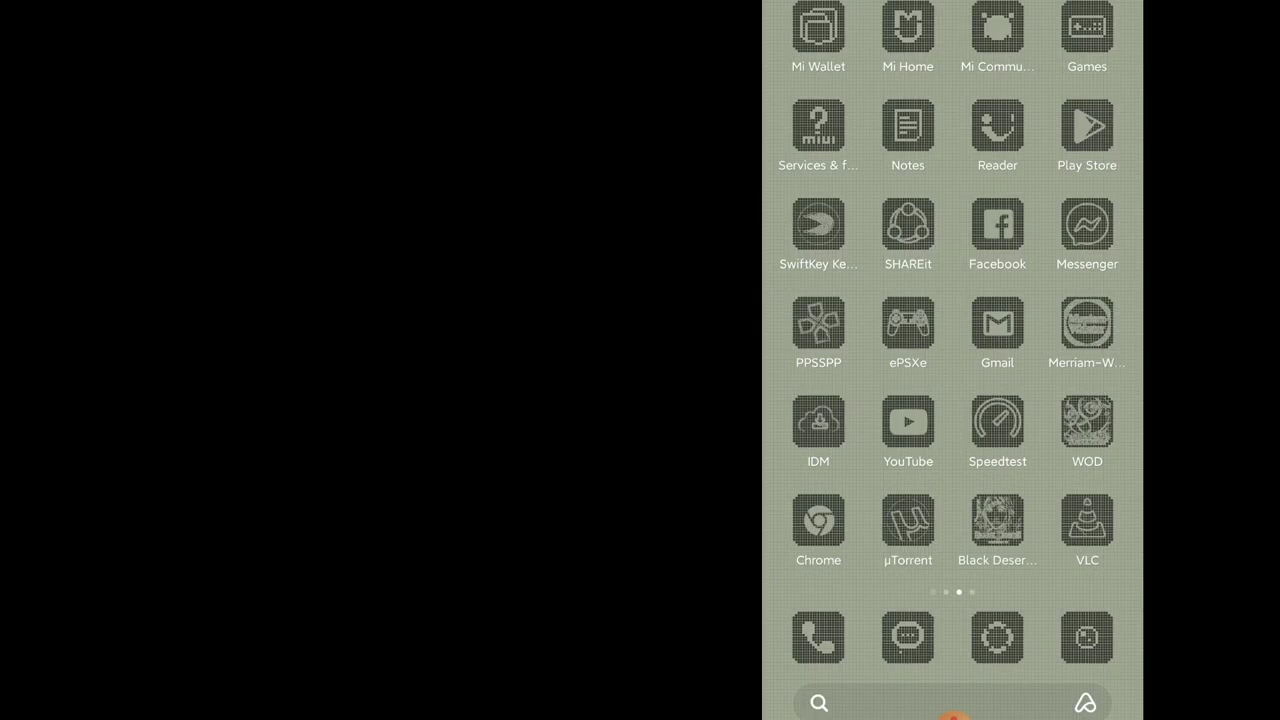 Mi Wallet Mi Home Mi Commu... Games
miui
Services & f... Notes Reader Play Store
SwiftKey Ke... SHAREit Facebook Messenger
PPSSPP ePSXe Gmail Merriam-W...
IDM YouTube Speedtest WOD
Chrome µTorrent Black Deser... VLC